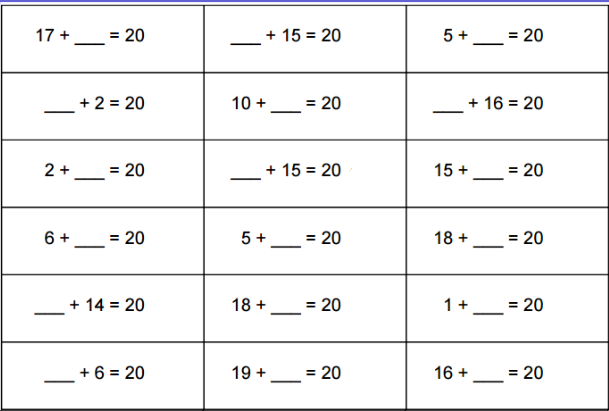 17 + ___ = 20 ___ + 15 = 20 5 + ___ = 20
___ + 2 = 20 10 + ___ = 20 ___ + 16 = 20
2 + ___ = 20 ___ + 15 = 20 15 + ___ = 20
6 + ___ = 20 5 + ___ = 20 18 + ___ = 20
___ + 14 = 20 18 + ___ = 20 1 + ___ = 20
___ + 6 = 20 19 + ___ = 20 16 + ___ = 20